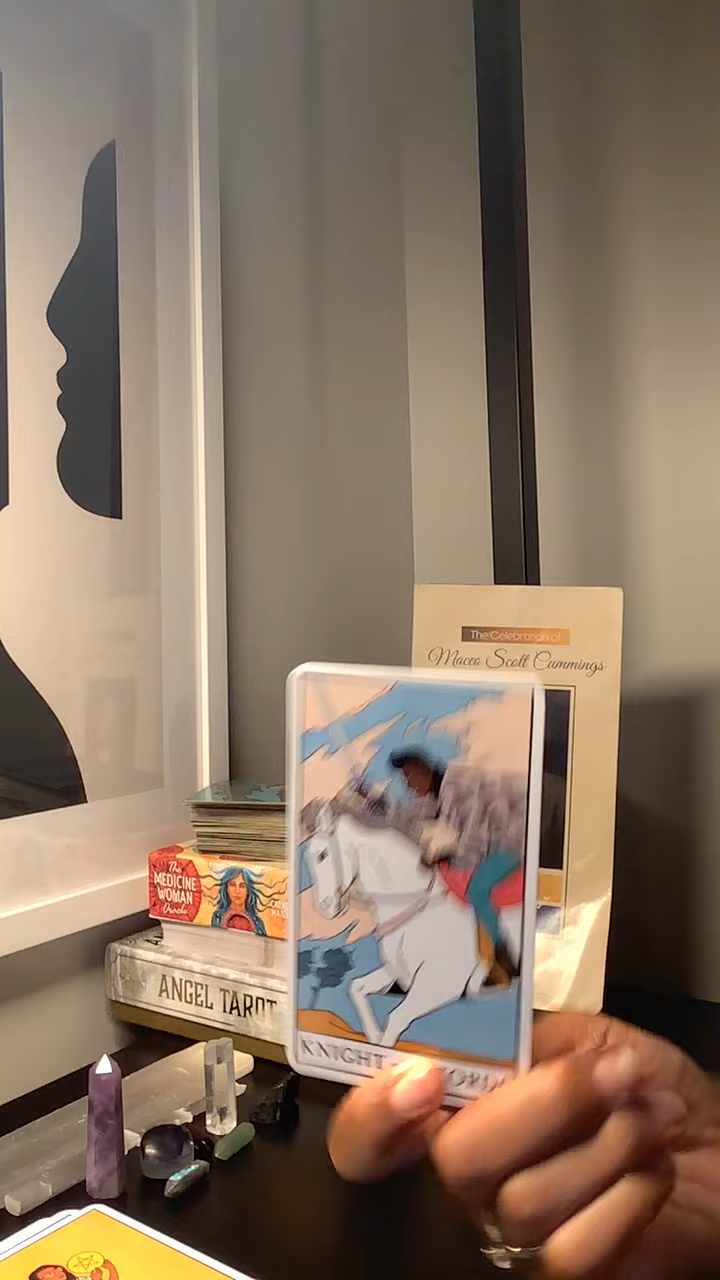 The Celebration of
Maceo Scott Cummings
The
MEDICINE
WOMAN
Oracle
ANGEL TAROT
KNIGHT